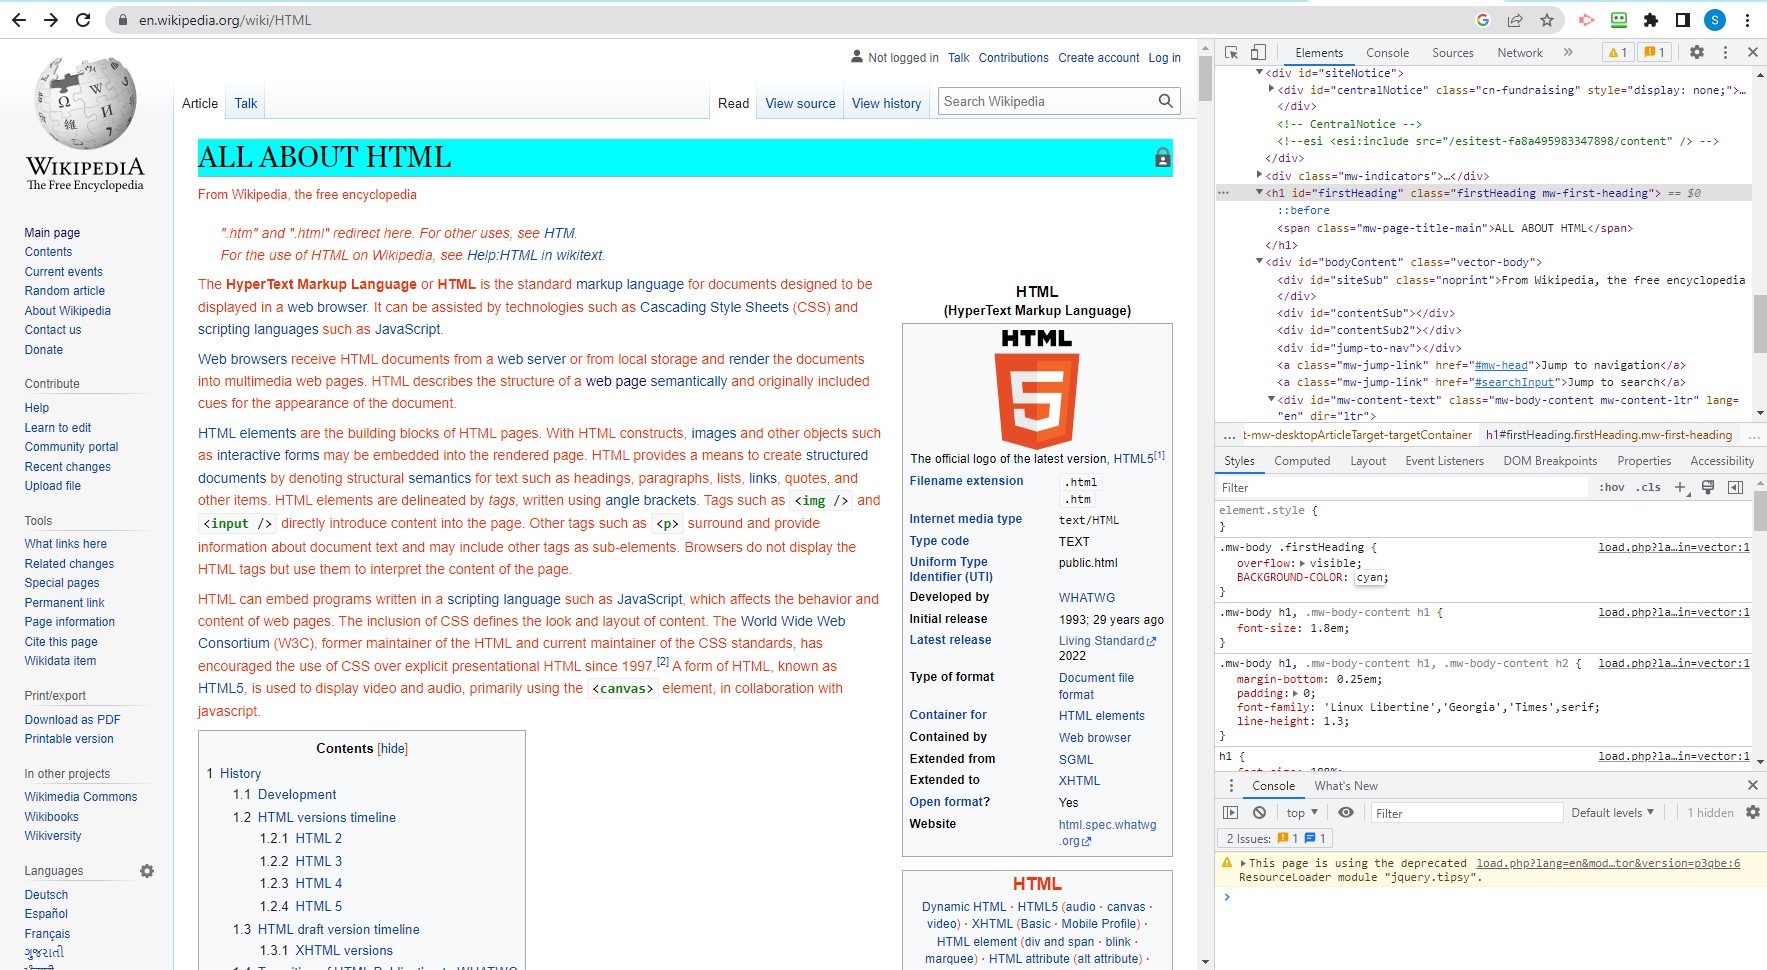 en.wikipedia.org/wiki/HTML
S
Not logged in Talk Contributions Create account Log in
Article Talk Read View source View history Search Wikipedia
WIKIPEDIA
The Free Encyclopedia
Main page
Contents
Current events
Random article
About Wikipedia
Contact us
Donate
Contribute
Help
Learn to edit
Community portal
Recent changes
Upload file
Tools
What links here
Related changes
Special pages
Permanent link
Page information
Cite this page
Wikidata item
Print/export
Download as PDF
Printable version
In other projects
Wikimedia Commons
Wikibooks
Wikiversity
Languages
Deutsch
Español
Français
ગુજરાતી
ALL ABOUT HTML
From Wikipedia, the free encyclopedia
".htm" and ".html" redirect here. For other uses, see HTM.
For the use of HTML on Wikipedia, see Help:HTML in wikitext.
The HyperText Markup Language or HTML is the standard markup language for documents designed to be
displayed in a web browser. It can be assisted by technologies such as Cascading Style Sheets (CSS) and
scripting languages such as JavaScript.
Web browsers receive HTML documents from a web server or from local storage and render the documents
into multimedia web pages. HTML describes the structure of a web page semantically and originally included
cues for the appearance of the document.
HTML elements are the building blocks of HTML pages. With HTML constructs, images and other objects such
as interactive forms may be embedded into the rendered page. HTML provides a means to create structured
documents by denoting structural semantics for text such as headings, paragraphs, lists, links, quotes, and
other items. HTML elements are delineated by tags, written using angle brackets. Tags such as <img /> and
<input /> directly introduce content into the page. Other tags such as <p> surround and provide
information about document text and may include other tags as sub-elements. Browsers do not display the
HTML tags but use them to interpret the content of the page.
HTML can embed programs written in a scripting language such as JavaScript, which affects the behavior and
content of web pages. The inclusion of CSS defines the look and layout of content. The World Wide Web
Consortium (W3C), former maintainer of the HTML and current maintainer of the CSS standards, has
encouraged the use of CSS over explicit presentational HTML since 1997.[2] A form of HTML, known as
HTML5, is used to display video and audio, primarily using the <canvas> element, in collaboration with
javascript.
Contents [hide]
1 History
1.1 Development
1.2 HTML versions timeline
1.2.1 HTML 2
1.2.2 HTML 3
1.2.3 HTML 4
1.2.4 HTML 5
1.3 HTML draft version timeline
1.3.1 XHTML versions
HTML
(HyperText Markup Language)
HTML
5
The official logo of the latest version, HTML5[1]
Filename extension .html
.htm
Internet media type text/HTML
Type code TEXT
Uniform Type public.html
Identifier (UTI)
Developed by WHATWG
Initial release 1993; 29 years ago
Latest release Living Standard
2022
Type of format Document file
format
Container for HTML elements
Contained by Web browser
Extended from SGML
Extended to XHTML
Open format? Yes
Website html.spec.whatwg
.org
HTML
Dynamic HTML · HTML5 (audio · canvas ·
video) · XHTML (Basic · Mobile Profile) ·
HTML element (div and span · blink ·
marquee) · HTML attribute (alt attribute) ·
Elements Console Sources Network » 1 1
▼<div id="siteNotice">
▶<div id="centralNotice" class="cn-fundraising" style="display: none;">…
</div>
<!-- CentralNotice -->
<!--esi <esi:include src="/esitest-fa8a495983347898/content" /> -->
</div>
▶<div class="mw-indicators">…</div>
▼<h1 id="firstHeading" class="firstHeading mw-first-heading"> == $0
::before
<span class="mw-page-title-main">ALL ABOUT HTML</span>
</h1>
▼<div id="bodyContent" class="vector-body">
<div id="siteSub" class="noprint">From Wikipedia, the free encyclopedia
</div>
<div id="contentSub"></div>
<div id="contentSub2"></div>
<div id="jump-to-nav"></div>
<a class="mw-jump-link" href="#mw-head">Jump to navigation</a>
<a class="mw-jump-link" href="#searchInput">Jump to search</a>
▼<div id="mw-content-text" class="mw-body-content mw-content-ltr" lang=
"en" dir="ltr">
… t-mw-desktopArticleTarget-targetContainer h1#firstHeading.firstHeading.mw-first-heading …
Styles Computed Layout Event Listeners DOM Breakpoints Properties Accessibility
Filter :hov .cls +
element.style {
}
.mw-body .firstHeading { load.php?la…in=vector:1
overflow:▶visible;
BACKGROUND-COLOR: cyan;
}
.mw-body h1, .mw-body-content h1 { load.php?la…in=vector:1
font-size: 1.8em;
}
.mw-body h1, .mw-body-content h1, .mw-body-content h2 { load.php?la…in=vector:1
margin-bottom: 0.25em;
padding:▶0;
font-family: 'Linux Libertine','Georgia','Times',serif;
line-height: 1.3;
}
h1 { load.php?la…in=vector:1
Console What's New
top ▼ Filter Default levels ▼ 1 hidden
2 Issues: 1 1
▶This page is using the deprecated load.php?lang=en&mod…tor&version=p3qbe:6
ResourceLoader module "jquery.tipsy".